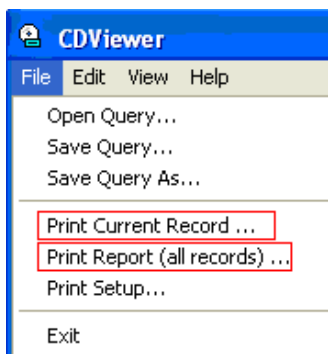 CDViewer
File Edit View Help
Open Query...
Save Query...
Save Query As...
Print Current Record ...
Print Report (all records) ...
Print Setup...
Exit